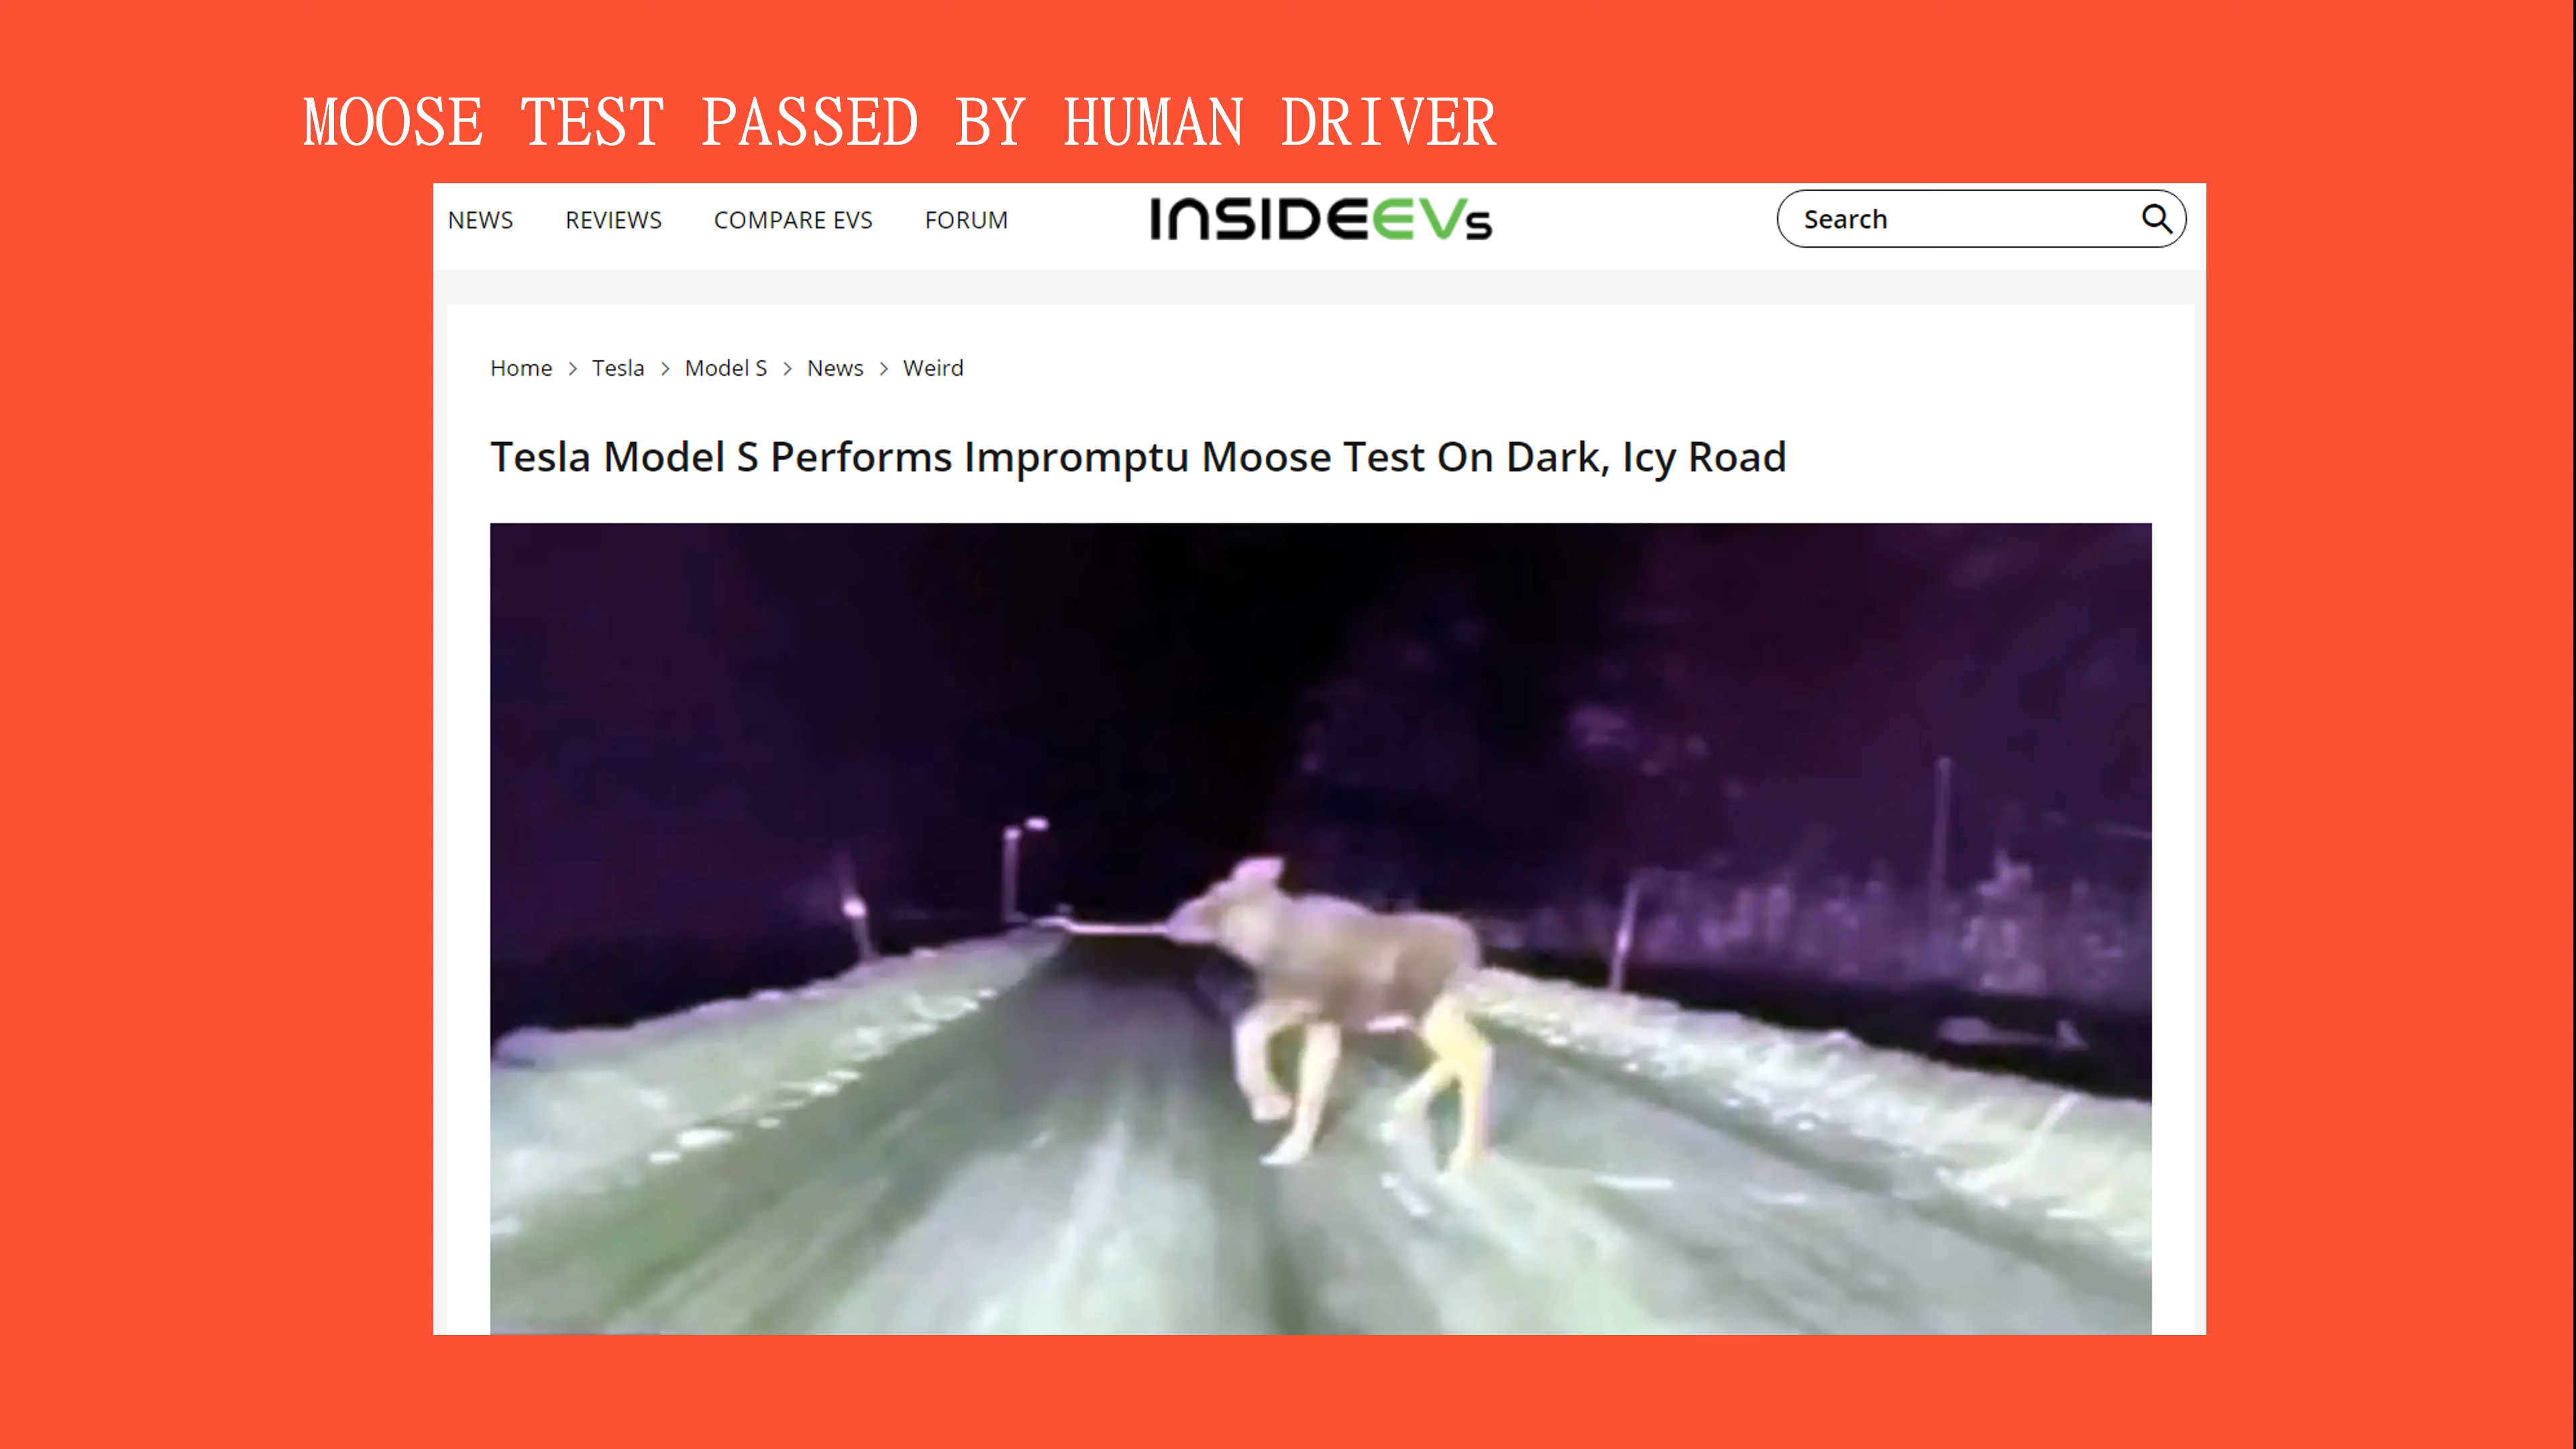 MOOSE TEST PASSED BY HUMAN DRIVER
NEWS REVIEWS COMPARE EVS FORUM INSIDEEVs Search
Home > Tesla > Model S > News > Weird
Tesla Model S Performs Impromptu Moose Test On Dark, Icy Road